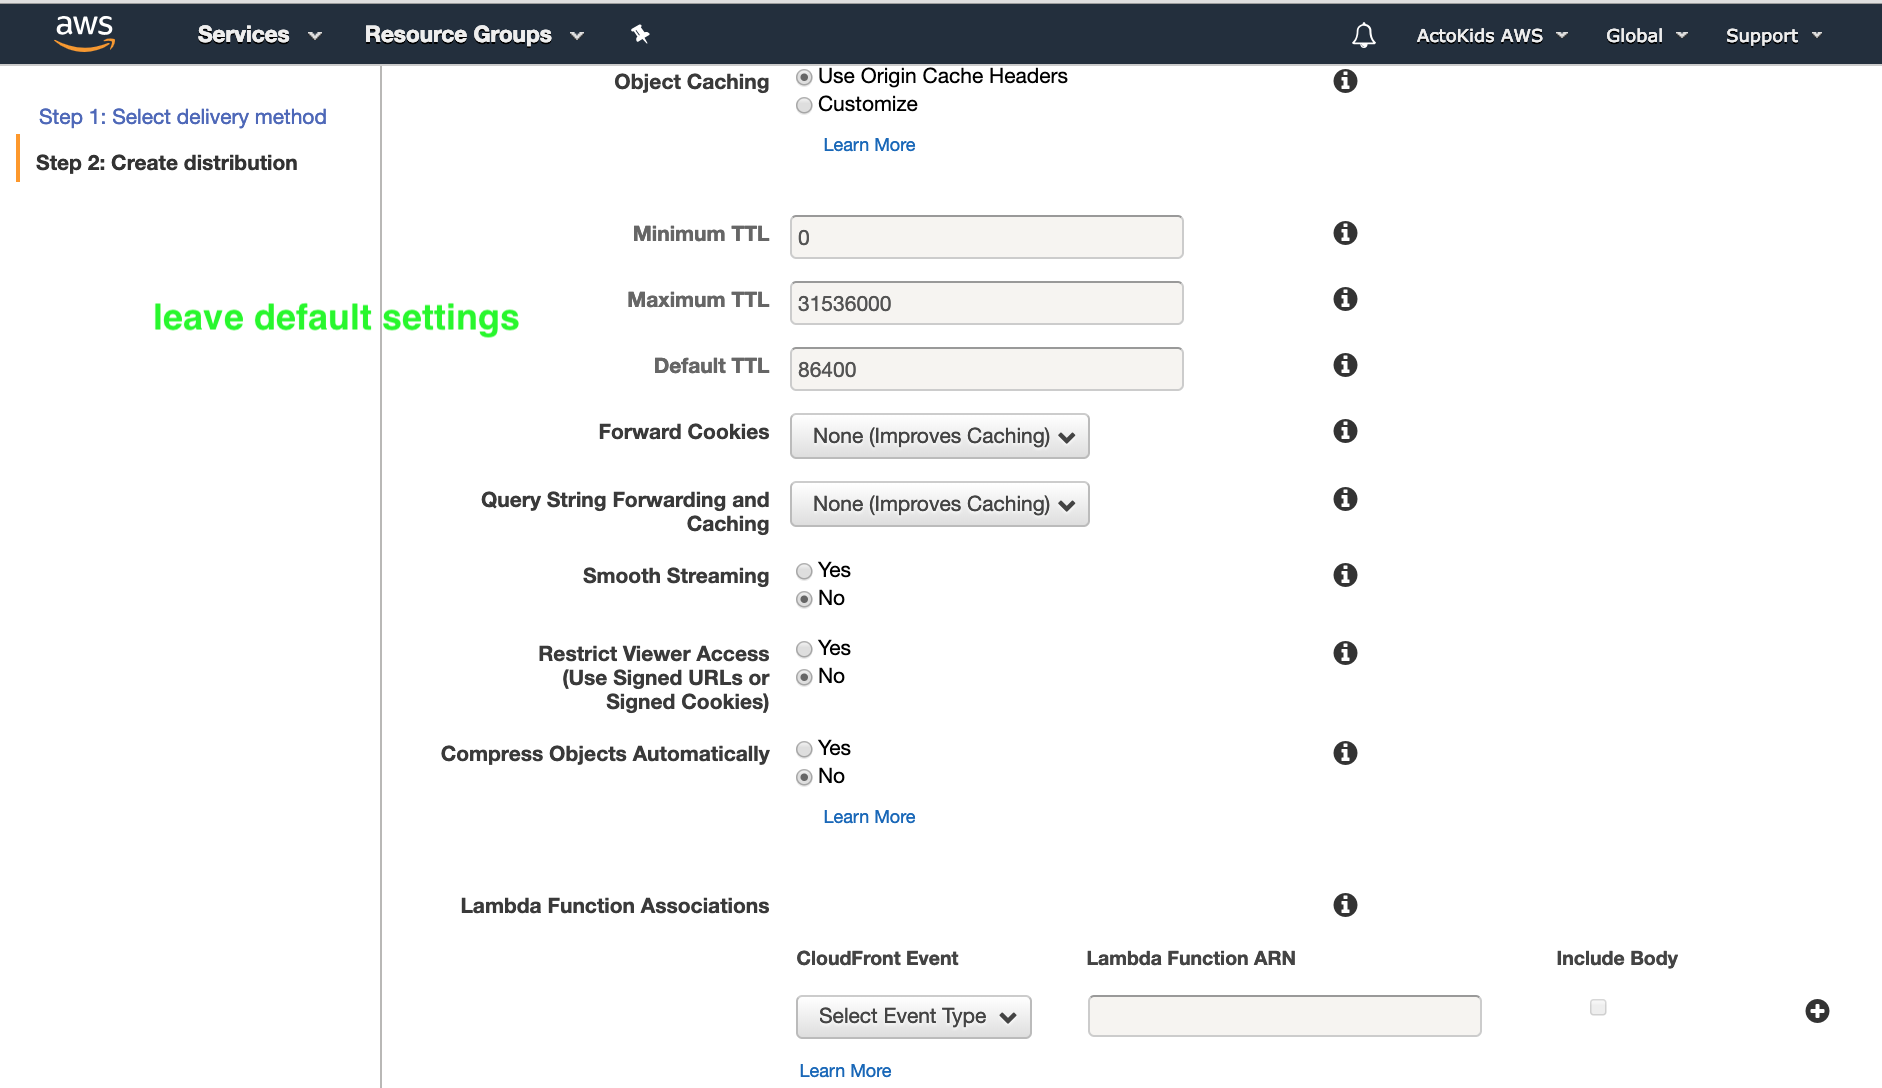 aws Services Resource Groups ActoKids AWS Global Support
Step 1: Select delivery method
Step 2: Create distribution
leave default settings
Object Caching Use Origin Cache Headers
Customize
Learn More
Minimum TTL 0
Maximum TTL 31536000
Default TTL 86400
Forward Cookies None (Improves Caching)
Query String Forwarding and
Caching
None (Improves Caching)
Smooth Streaming Yes
No
Restrict Viewer Access
(Use Signed URLs or
Signed Cookies)
Yes
No
Compress Objects Automatically Yes
No
Learn More
Lambda Function Associations
CloudFront Event Lambda Function ARN Include Body
Select Event Type
Learn More